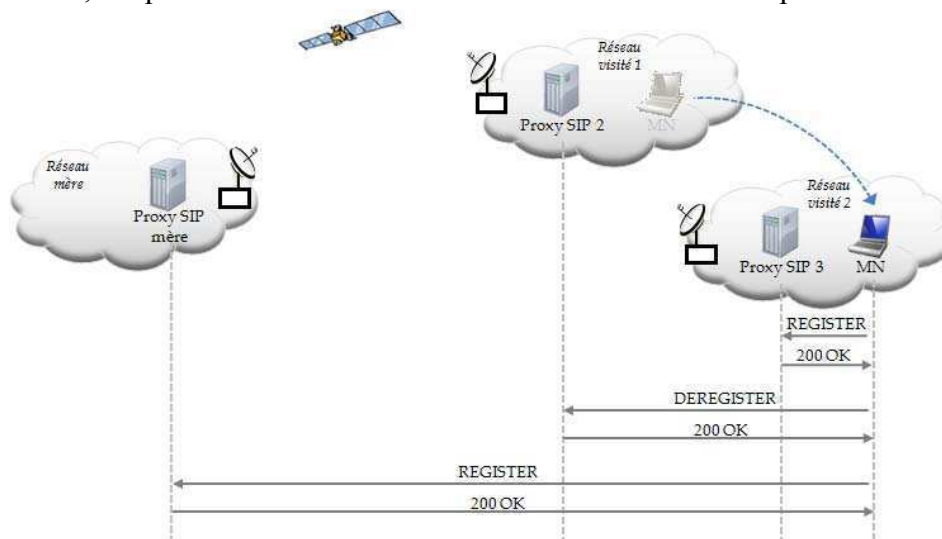 Réseau
visité 1
Proxy SIP 2
MN
Réseau
mère
Proxy SIP
mère
Réseau
visité 2
Proxy SIP 3
MN
REGISTER
200 OK
DEREGISTER
200 OK
REGISTER
200 OK